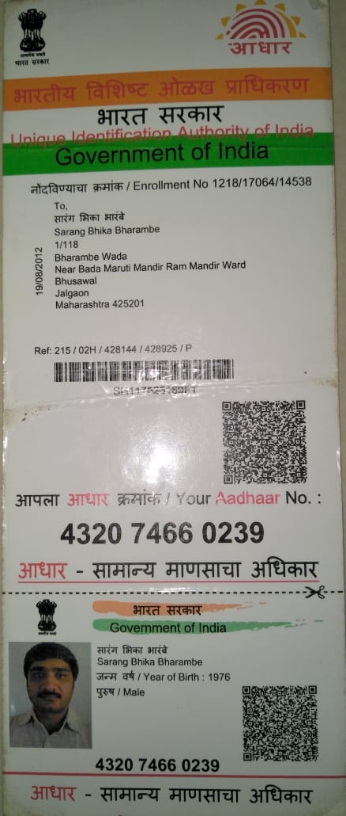 भारत सरकार
आधार
भारतीय विशिष्ट ओळख प्राधिकरण
भारत सरकार
Unique Identification Authority of India
Government of India
नोंदविण्याचा क्रमांक / Enrollment No 1218/17064/14538
To,
सारंग भिका भारंबे
Sarang Bhika Bharambe
1/118
Bharambe Wada
Near Bada Maruti Mandir Ram Mandir Ward
Bhusawal
Jalgaon
Maharashtra 425201
19/08/2012
Ref: 215 / 02H / 428144 / 428925 / P
आपला आधार क्रमांक / Your Aadhaar No. :
4320 7466 0239
आधार - सामान्य माणसाचा अधिकार
भारत सरकार
Government of India
सारंग भिका भारंबे
Sarang Bhika Bharambe
जन्म वर्ष / Year of Birth : 1976
पुरुष / Male
4320 7466 0239
आधार - सामान्य माणसाचा अधिकार